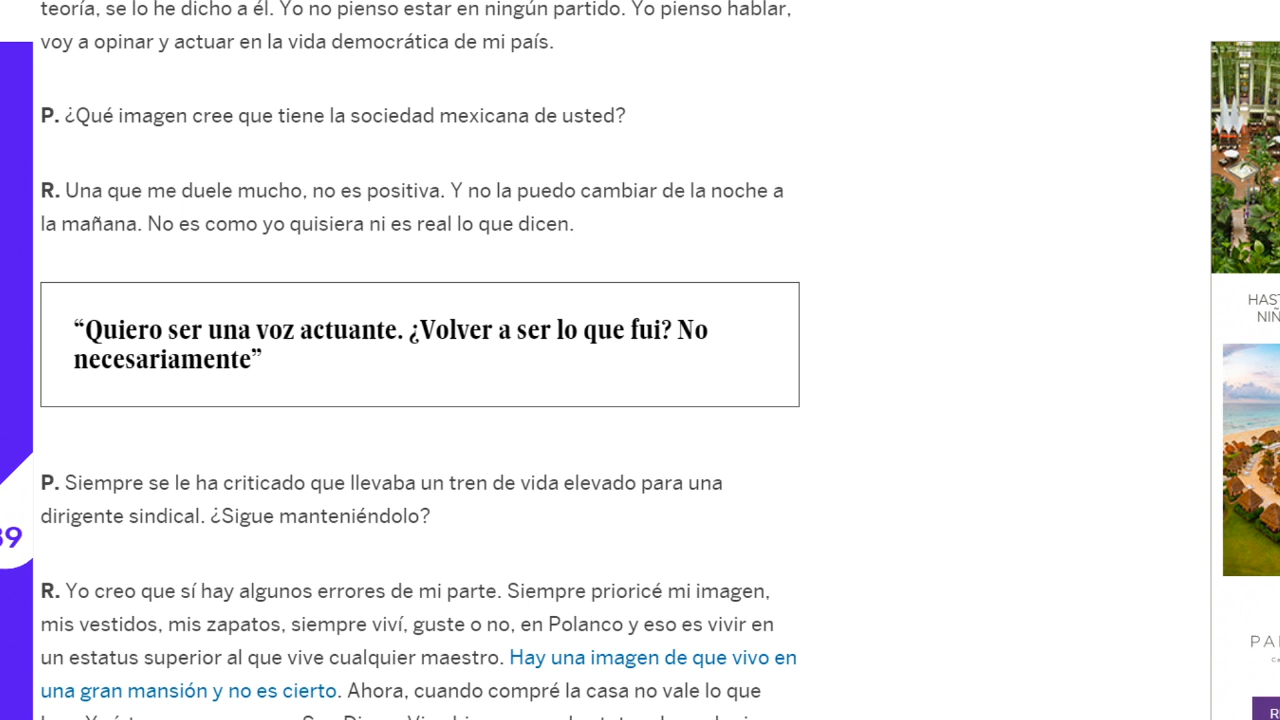 teoría, se lo he dicho a él. Yo no pienso estar en ningún partido. Yo pienso hablar,
voy a opinar y actuar en la vida democrática de mi país.
P. ¿Qué imagen cree que tiene la sociedad mexicana de usted?
R. Una que me duele mucho, no es positiva. Y no la puedo cambiar de la noche a
la mañana. No es como yo quisiera ni es real lo que dicen.
“Quiero ser una voz actuante. ¿Volver a ser lo que fui? No
necesariamente”
P. Siempre se le ha criticado que llevaba un tren de vida elevado para una
dirigente sindical. ¿Sigue manteniéndolo?
R. Yo creo que sí hay algunos errores de mi parte. Siempre prioricé mi imagen,
mis vestidos, mis zapatos, siempre viví, guste o no, en Polanco y eso es vivir en
un estatus superior al que vive cualquier maestro. Hay una imagen de que vivo en
una gran mansión y no es cierto. Ahora, cuando compré la casa no vale lo que